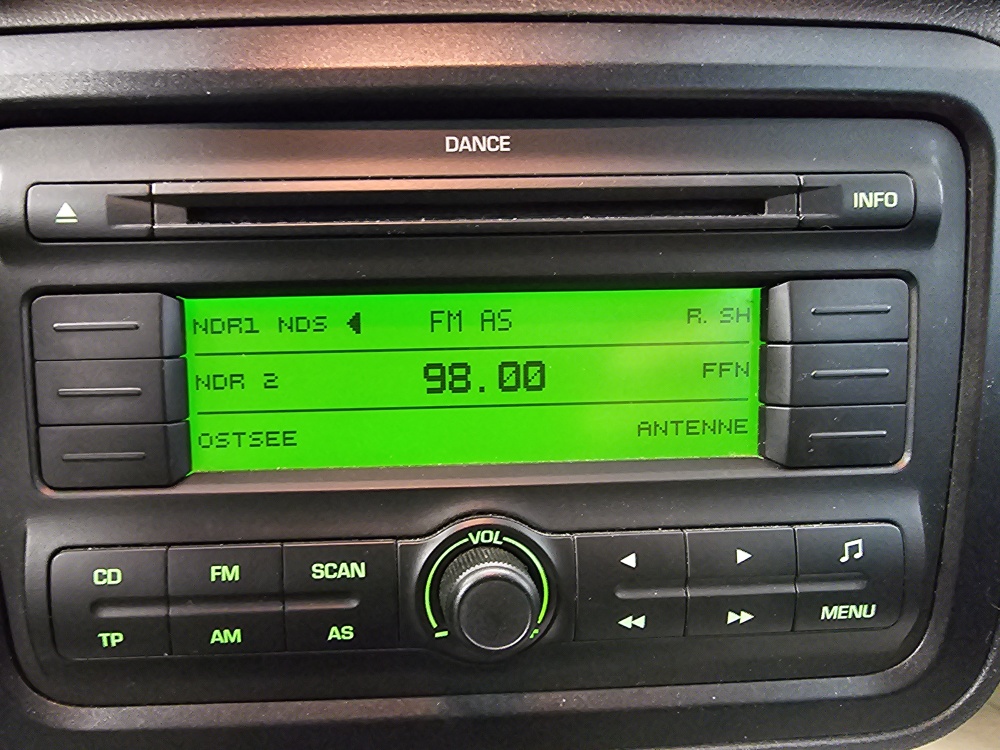 DANCE
INFO
NDR1 NDS FM AS R. SH
NDR 2 98.00 FFN
OSTSEE ANTENNE
VOL
CD FM SCAN
TP AM AS MENU